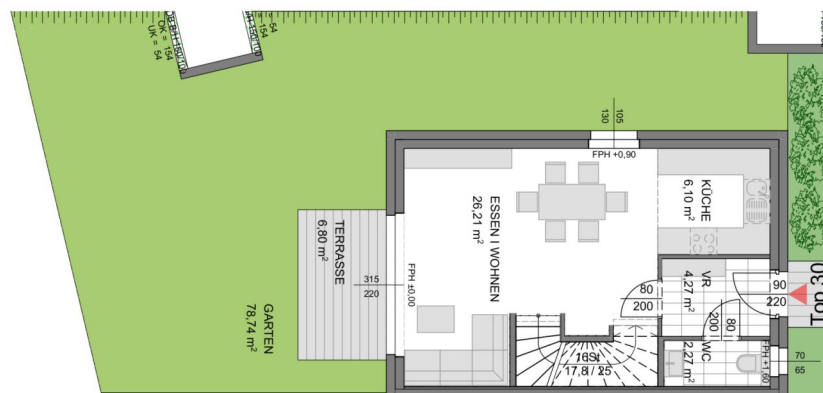 OK = 154
UK = 54
105
130
FPH +0,90
KÜCHE
6,10 m²
ESSEN I WOHNEN
26,21 m²
TERRASSE
6,80 m²
315
220
FPH ±0,00
GARTEN
78,74 m²
80
200
VR
4,27 m²
90
220
Top 30
80
200
WC
2,27 m²
FPH +1,60
70
65
16St
17,8 / 25